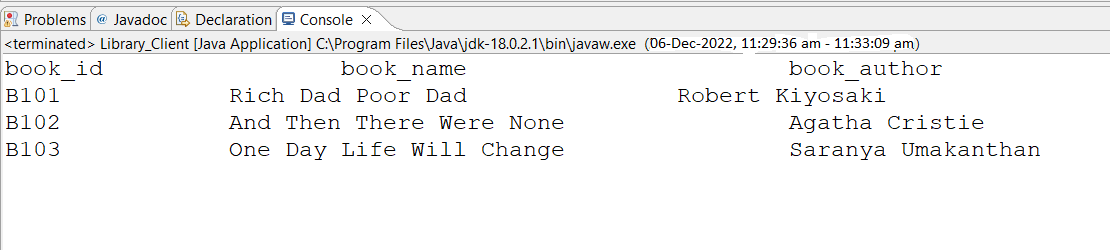 Problems @ Javadoc Declaration Console
<terminated> Library_Client [Java Application] C:\Program Files\Java\jdk-18.0.2.1\bin\javaw.exe (06-Dec-2022, 11:29:36 am - 11:33:09 am)
book_id book_name book_author
B101 Rich Dad Poor Dad Robert Kiyosaki
B102 And Then There Were None Agatha Cristie
B103 One Day Life Will Change Saranya Umakanthan